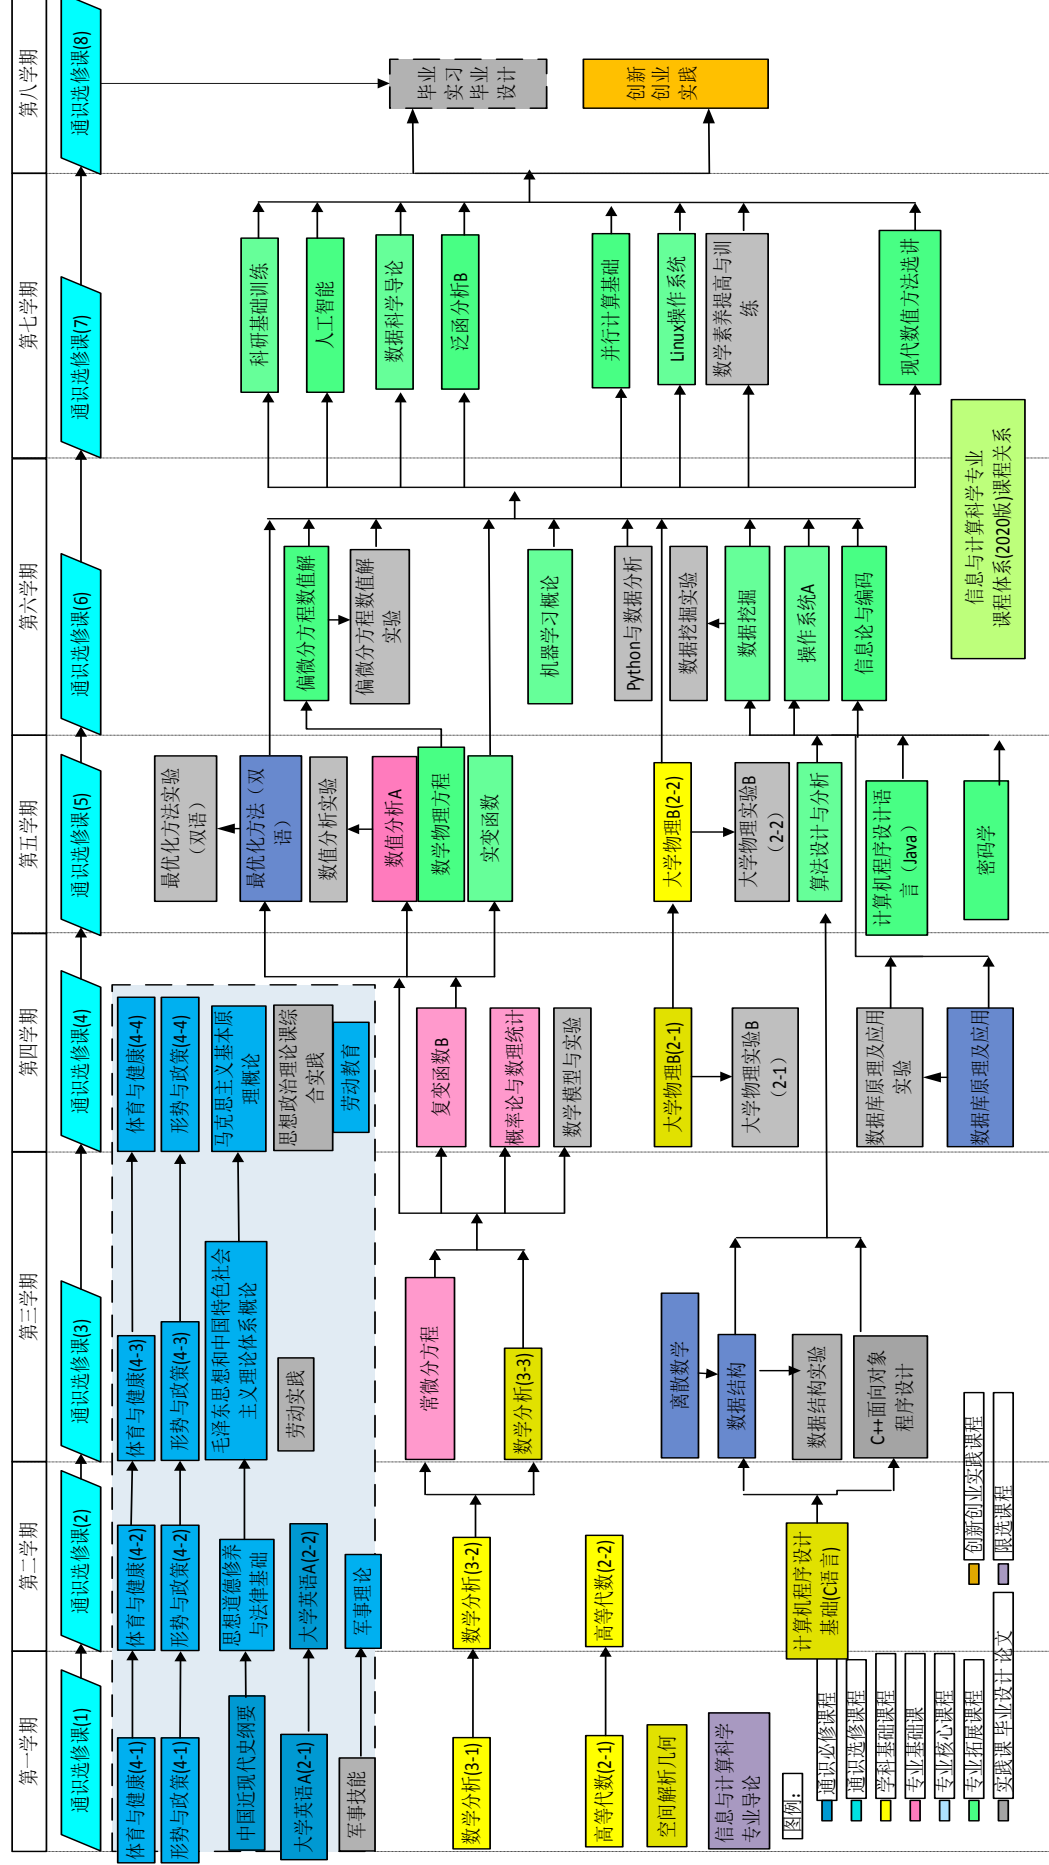 第一学期
第二学期
第三学期
第四学期
第五学期
第六学期
第七学期
第八学期
通识选修课(1)
通识选修课(2)
通识选修课(3)
通识选修课(4)
通识选修课(5)
通识选修课(6)
通识选修课(7)
通识选修课(8)
体育与健康(4-1)
体育与健康(4-2)
体育与健康(4-3)
体育与健康(4-4)
形势与政策(4-1)
形势与政策(4-2)
形势与政策(4-3)
形势与政策(4-4)
中国近现代史纲要
思想道德修养
与法律基础
毛泽东思想和中国特色社会
主义理论体系概论
马克思主义基本原
理概论
大学英语A(2-1)
大学英语A(2-2)
劳动实践
思想政治理论课综
合实践
军事技能
军事理论
劳动教育
数学分析(3-1)
数学分析(3-2)
常微分方程
数学分析(3-3)
复变函数B
概率论与数理统计
数学模型与实验
高等代数(2-1)
高等代数(2-2)
空间解析几何
信息与计算科学
专业导论
计算机程序设计
基础(C语言)
离散数学
数据结构
数据结构实验
C++面向对象
程序设计
大学物理B(2-1)
大学物理实验B
(2-1)
数据库原理及应用
实验
数据库原理及应用
最优化方法实验
（双语）
最优化方法（双
语）
数值分析实验
数值分析A
数学物理方程
实变函数
大学物理B(2-2)
大学物理实验B
（2-2）
算法设计与分析
计算机程序设计语
言（Java）
密码学
偏微分方程数值解
偏微分方程数值解
实验
机器学习概论
Python与数据分析
数据挖掘实验
数据挖掘
操作系统A
信息论与编码
科研基础训练
人工智能
数据科学导论
泛函分析B
并行计算基础
Linux操作系统
数学素养提高与训
练
现代数值方法选讲
毕业
实习
毕业
设计
创新
创业
实践
信息与计算科学专业
课程体系(2020版)课程关系
图例：
通识必修课程
通识选修课程
学科基础课程
专业基础课
专业核心课程
专业拓展课程
实践课 毕业设计 论文
创新创业实践课程
限选课程